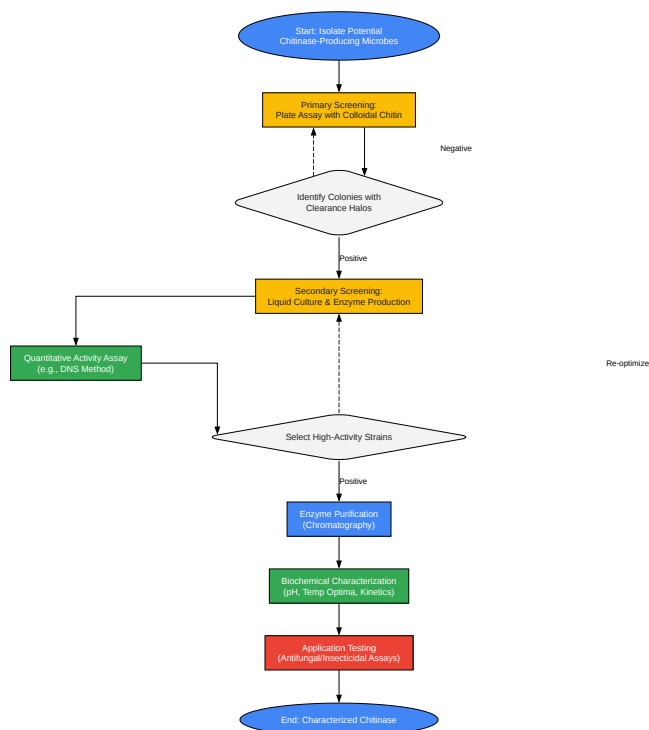 Start: Isolate Potential
Chitinase-Producing Microbes
Primary Screening:
Plate Assay with Colloidal Chitin
Negative
Identify Colonies with
Clearance Halos
Positive
Secondary Screening:
Liquid Culture & Enzyme Production
Quantitative Activity Assay
(e.g., DNS Method)
Re-optimize
Select High-Activity Strains
Positive
Enzyme Purification
(Chromatography)
Biochemical Characterization
(pH, Temp Optima, Kinetics)
Application Testing
(Antifungal/Insecticidal Assays)
End: Characterized Chitinase